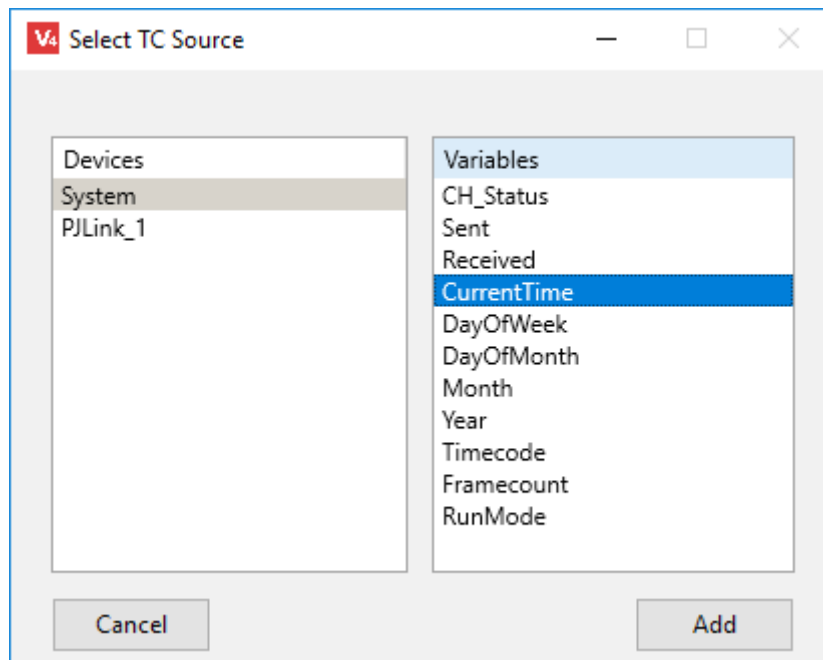 V4 Select TC Source
Devices
System
PJLink_1
Variables
CH_Status
Sent
Received
CurrentTime
DayOfWeek
DayOfMonth
Month
Year
Timecode
Framecount
RunMode
Cancel
Add